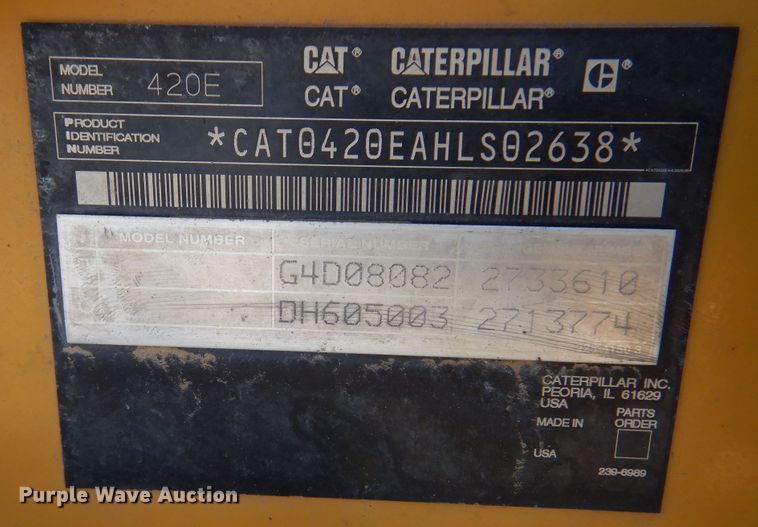 MODEL NUMBER 420E
CAT® CATERPILLAR®
CAT® CATERPILLAR®
PRODUCT IDENTIFICATION NUMBER *CAT0420EAHLS02638*
MODEL NUMBER SERIAL NUMBER
G4D08082 2733610
DH605003 2713774
CATERPILLAR INC.
PEORIA, IL 61629
USA
MADE IN
USA
PARTS
ORDER
239-6989
Purple Wave Auction